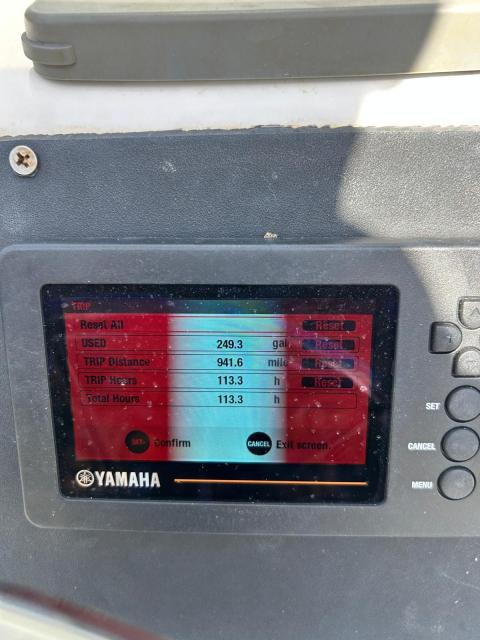 TRIP
Reset All Reset
USED 249.3 gal Reset
TRIP Distance 941.6 mile Reset
TRIP Hours 113.3 h Reset
Total Hours 113.3 h
SET Confirm CANCEL Exit screen.
YAMAHA
SET
CANCEL
MENU